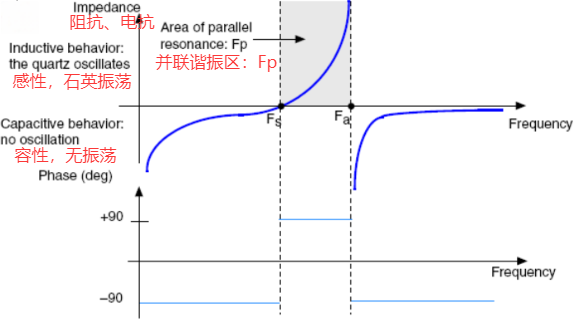 Impedance
阻抗、电抗
Inductive behavior:
the quartz oscillates
感性，石英振荡
Area of parallel
resonance: Fp
并联谐振区：Fp
Fs
Fa
Frequency
Capacitive behavior:
no oscillation
容性，无振荡
Phase (deg)
+90
Frequency
–90